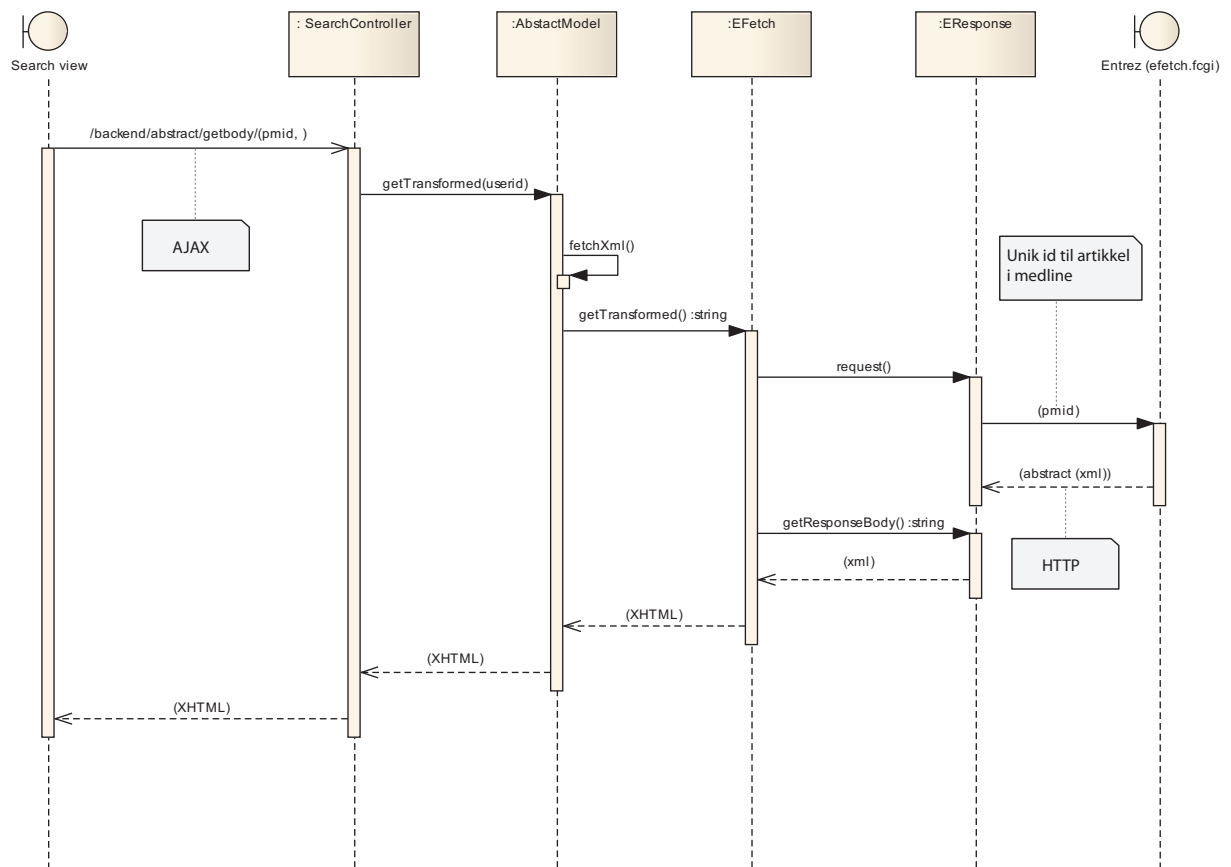 : SearchController
:AbstactModel
:EFetch
:EResponse
Search view
Entrez (efetch.fcgi)
/backend/abstract/getbody/(pmid, )
getTransformed(userid)
AJAX
fetchXml()
Unik id til artikkel
i medline
getTransformed() :string
request()
(pmid)
(abstract (xml))
getResponseBody() :string
HTTP
(xml)
(XHTML)
(XHTML)
(XHTML)